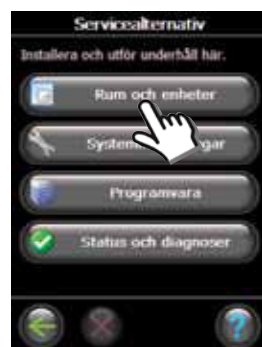 Servicealternativ
Installera och utför underhåll här.
Rum och enheter
Programvara
Status och diagnoser